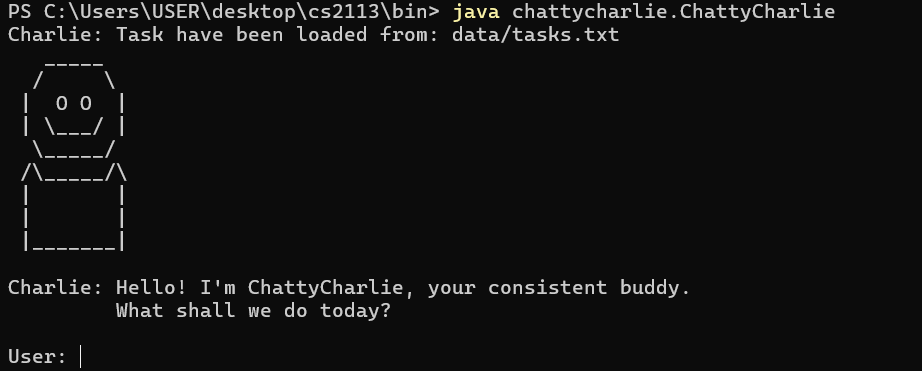 PS C:\Users\USER\desktop\cs2113\bin> java chattycharlie.ChattyCharlie
Charlie: Task have been loaded from: data/tasks.txt
   _____
  /     \
 |  O O  |
 | \___/ |
  \_____/
 /\_____/\
 |       |
 |       |
 |_______|
Charlie: Hello! I'm ChattyCharlie, your consistent buddy.
         What shall we do today?
User: